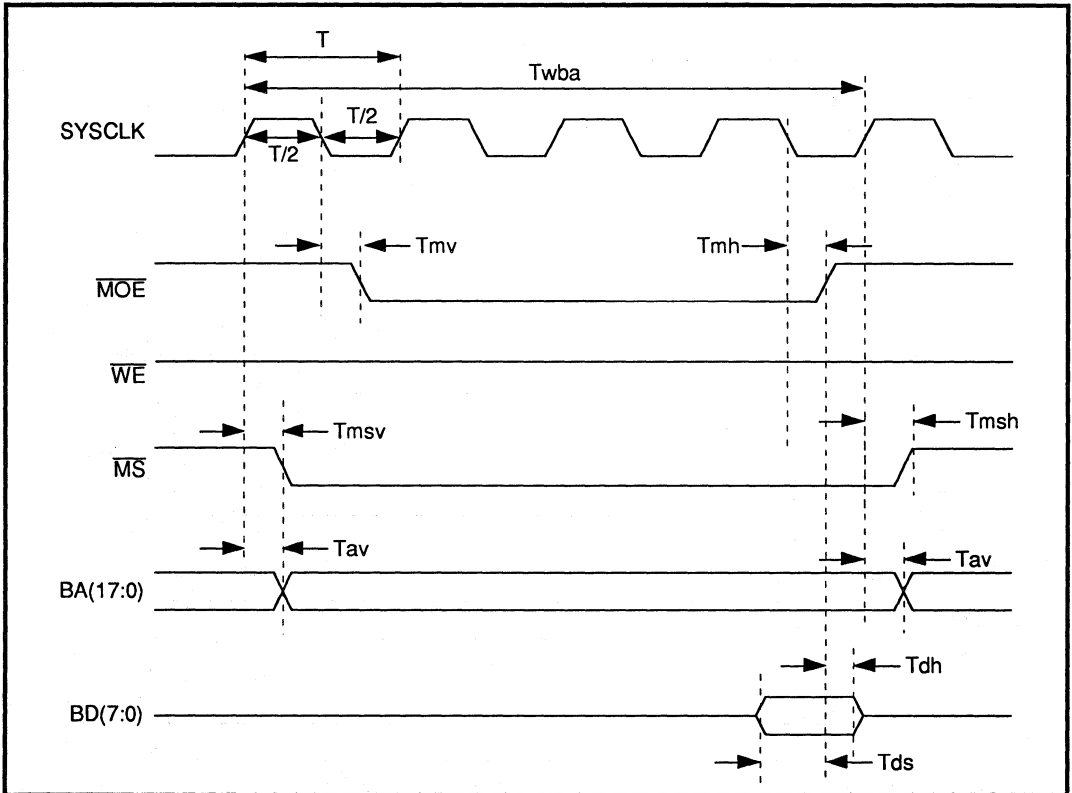 T
Twba
SYSCLK
T/2
T/2
Tmv
Tmh
M̅O̅E̅
W̅E̅
Tmsv
Tmsh
M̅S̅
Tav
Tav
BA(17:0)
Tdh
BD(7:0)
Tds